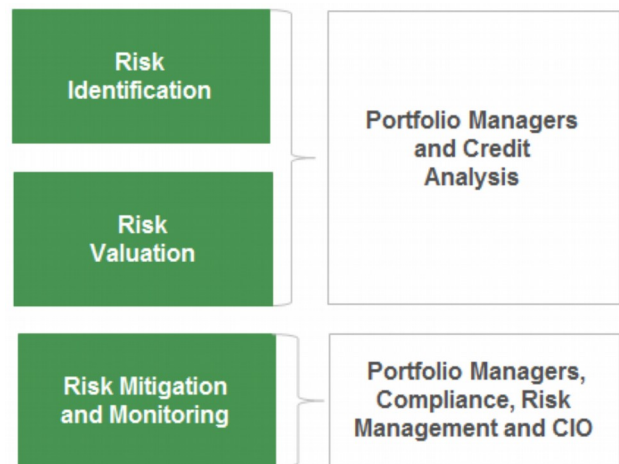 Risk
Identification
Portfolio Managers
and Credit
Analysis
Risk
Valuation
Risk Mitigation
and Monitoring
Portfolio Managers,
Compliance, Risk
Management and CIO